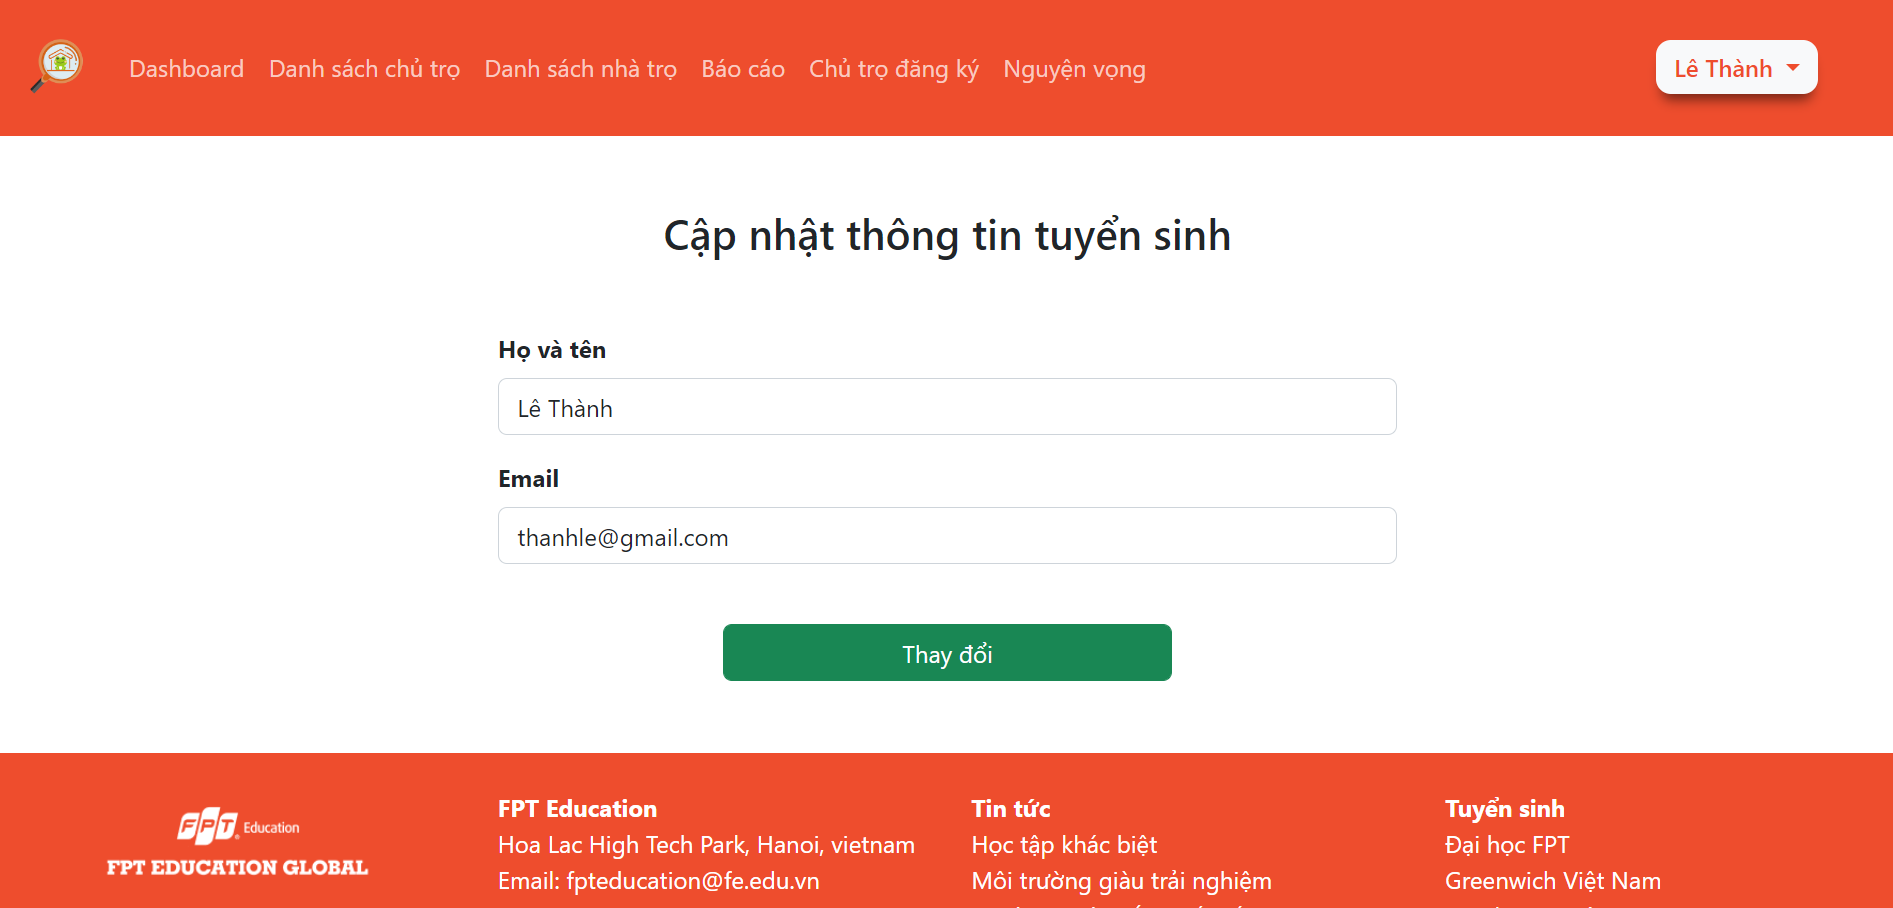 Dashboard Danh sách chủ trọ Danh sách nhà trọ Báo cáo Chủ trọ đăng ký Nguyện vọng Lê Thành
Cập nhật thông tin tuyển sinh
Họ và tên
Lê Thành
Email
thanhle@gmail.com
Thay đổi
FPT Education
FPT EDUCATION GLOBAL
FPT Education
Hoa Lac High Tech Park, Hanoi, vietnam
Email: fpteducation@fe.edu.vn
Tin tức
Học tập khác biệt
Môi trường giàu trải nghiệm
Tuyển sinh
Đại học FPT
Greenwich Việt Nam